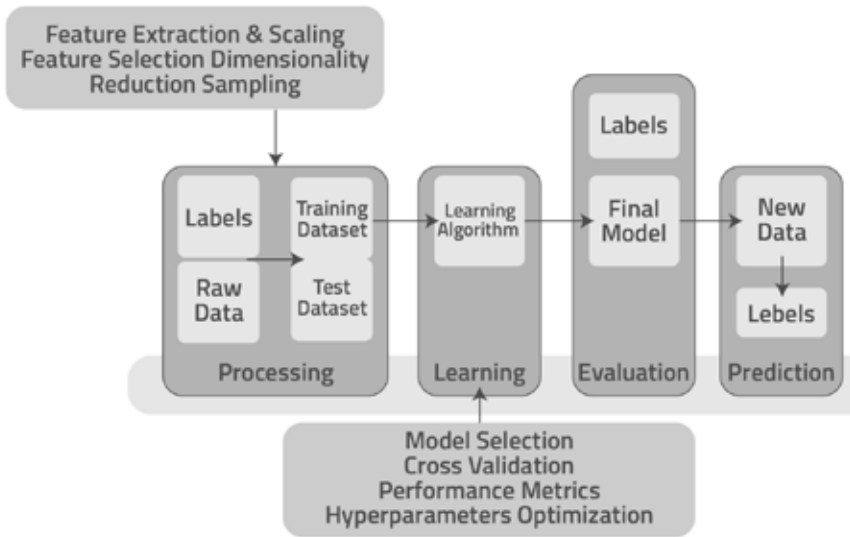 Feature Extraction & Scaling
Feature Selection Dimensionality
Reduction Sampling
Labels
Raw
Data
Training
Dataset
Test
Dataset
Processing
Learning
Algorithm
Learning
Labels
Final
Model
Evaluation
New
Data
Lebels
Prediction
Model Selection
Cross Validation
Performance Metrics
Hyperparameters Optimization